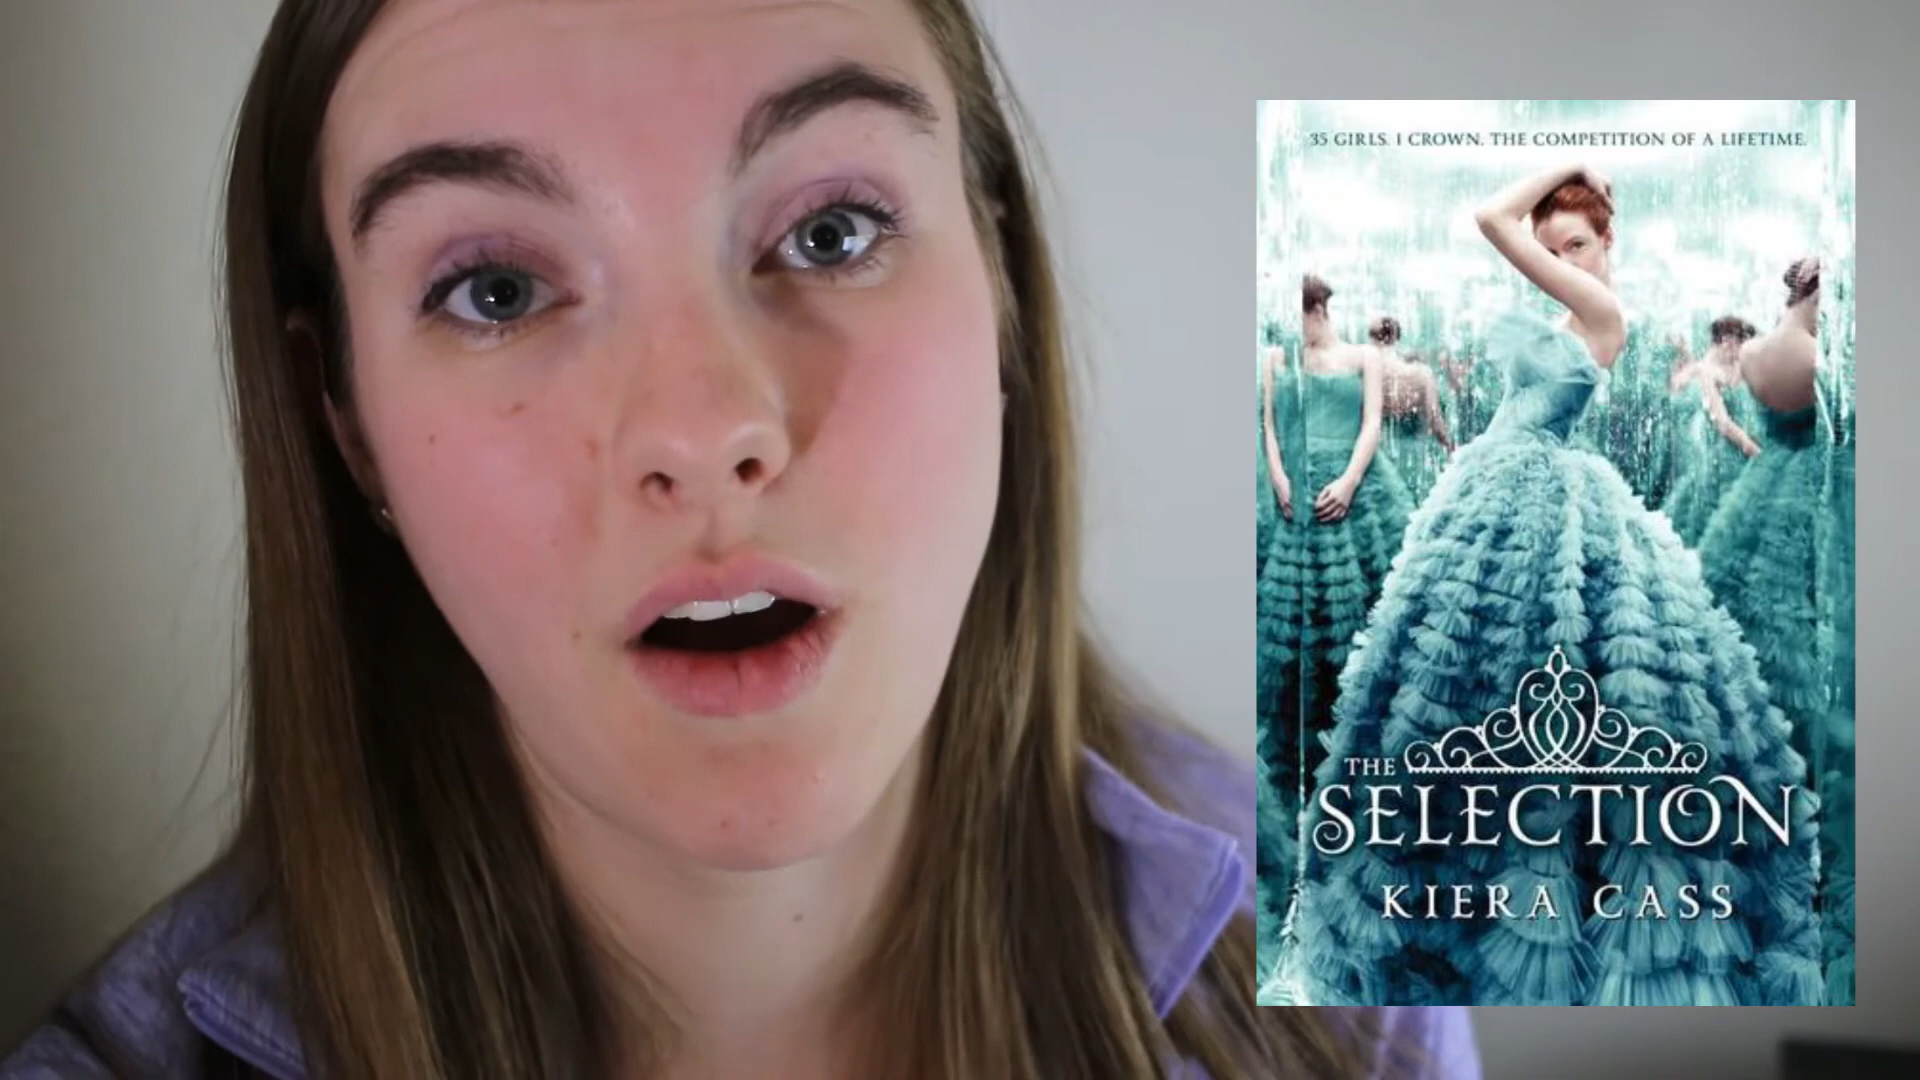 35 GIRLS. 1 CROWN. THE COMPETITION OF A LIFETIME.
THE
SELECTION
KIERA CASS